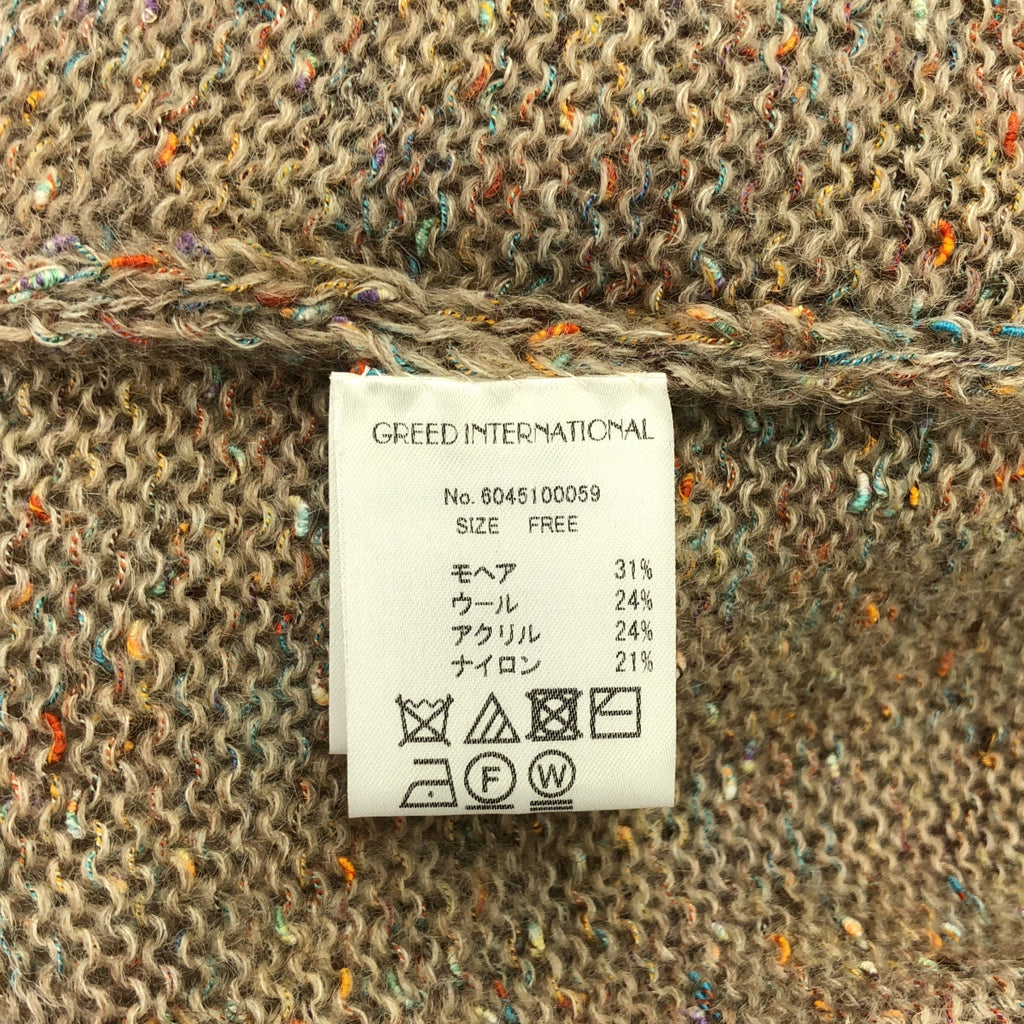 GREED INTERNATIONAL
No. 6045100059
SIZE FREE
モヘア 31%
ウール 24%
アクリル 24%
ナイロン 21%
F W